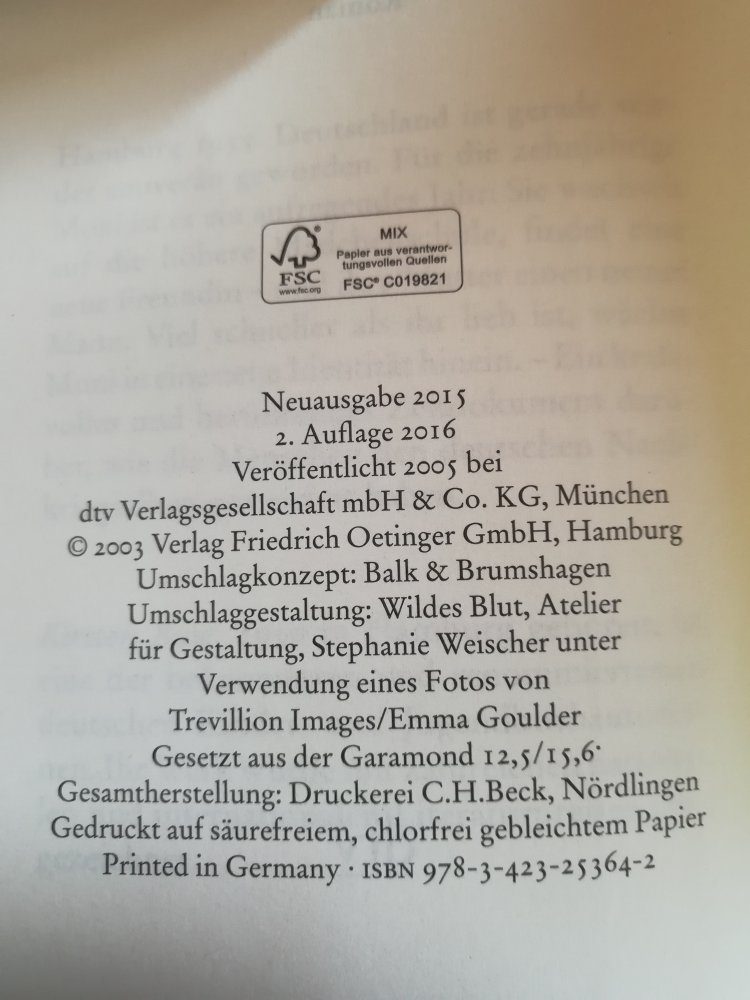 FSC®
www.fsc.org
MIX
Papier aus verantwor-
tungsvollen Quellen
FSC® C019821
Neuausgabe 2015
2. Auflage 2016
Veröffentlicht 2005 bei
dtv Verlagsgesellschaft mbH & Co. KG, München
© 2003 Verlag Friedrich Oetinger GmbH, Hamburg
Umschlagkonzept: Balk & Brumshagen
Umschlaggestaltung: Wildes Blut, Atelier
für Gestaltung, Stephanie Weischer unter
Verwendung eines Fotos von
Trevillion Images/Emma Goulder
Gesetzt aus der Garamond 12,5/15,6·
Gesamtherstellung: Druckerei C.H.Beck, Nördlingen
Gedruckt auf säurefreiem, chlorfrei gebleichtem Papier
Printed in Germany · ISBN 978-3-423-25364-2